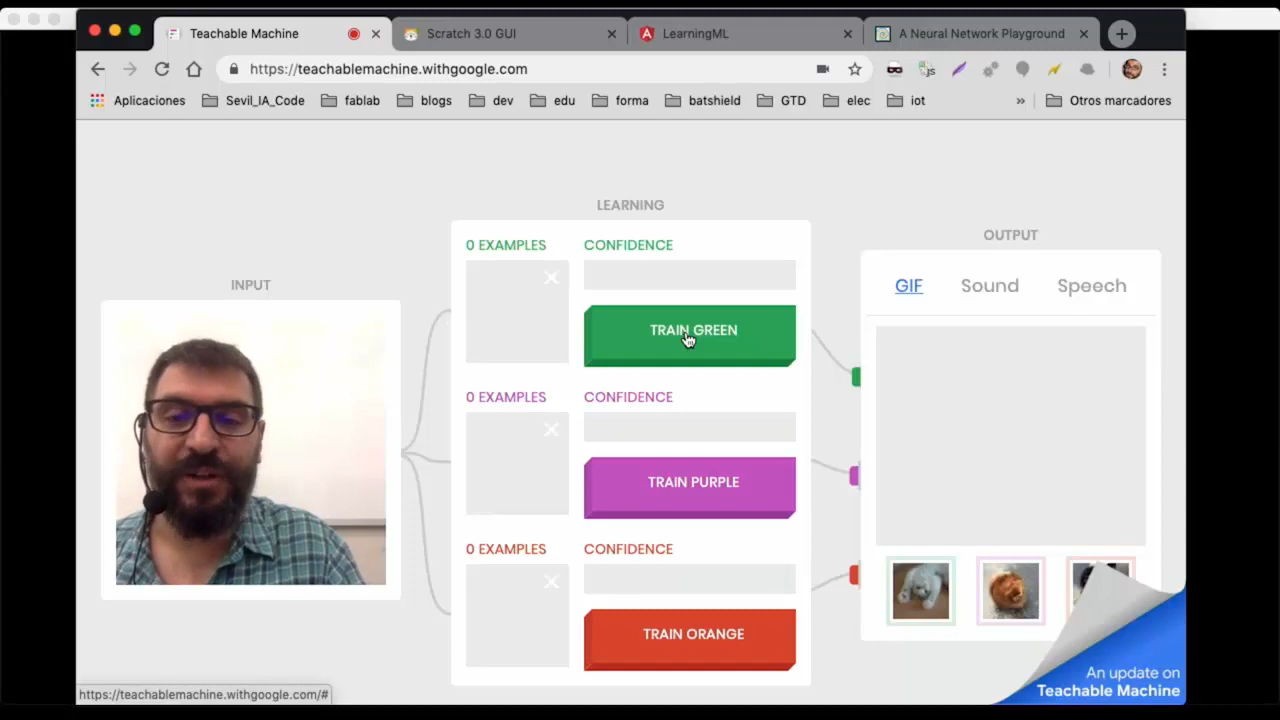 Teachable Machine
Scratch 3.0 GUI
LearningML
A Neural Network Playground
https://teachablemachine.withgoogle.com
Aplicaciones
Sevil_IA_Code
fablab
blogs
dev
edu
forma
batshield
GTD
elec
iot
»
Otros marcadores
INPUT
LEARNING
0 EXAMPLES
CONFIDENCE
TRAIN GREEN
0 EXAMPLES
CONFIDENCE
TRAIN PURPLE
0 EXAMPLES
CONFIDENCE
TRAIN ORANGE
OUTPUT
GIF
Sound
Speech
An update on
Teachable Machine
https://teachablemachine.withgoogle.com/#